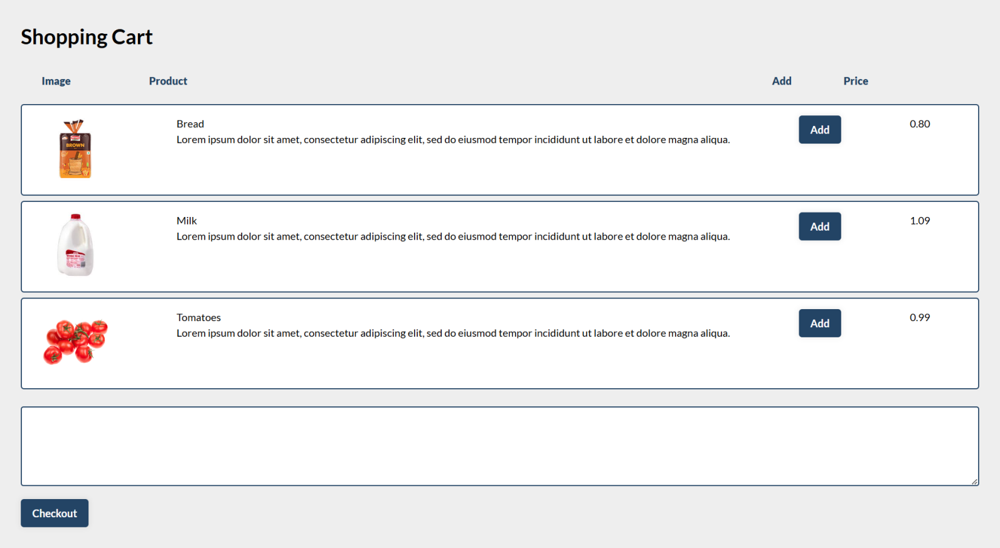 Shopping Cart
Image Product Add Price
BROWN
Bread
Lorem ipsum dolor sit amet, consectetur adipiscing elit, sed do eiusmod tempor incididunt ut labore et dolore magna aliqua.
Add
0.80
Milk
Lorem ipsum dolor sit amet, consectetur adipiscing elit, sed do eiusmod tempor incididunt ut labore et dolore magna aliqua.
Add
1.09
Tomatoes
Lorem ipsum dolor sit amet, consectetur adipiscing elit, sed do eiusmod tempor incididunt ut labore et dolore magna aliqua.
Add
0.99
Checkout